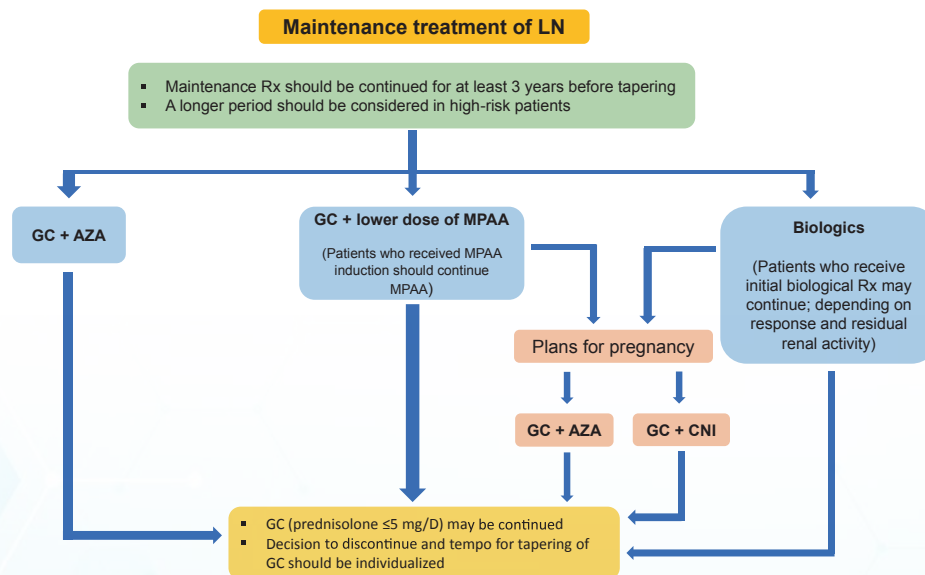 Maintenance treatment of LN
▪ Maintenance Rx should be continued for at least 3 years before tapering
▪ A longer period should be considered in high-risk patients
GC + AZA
GC + lower dose of MPAA
(Patients who received MPAA
induction should continue
MPAA)
Biologics
(Patients who receive
initial biological Rx may
continue; depending on
response and residual
renal activity)
Plans for pregnancy
GC + AZA
GC + CNI
▪ GC (prednisolone ≤5 mg/D) may be continued
▪ Decision to discontinue and tempo for tapering of
GC should be individualized